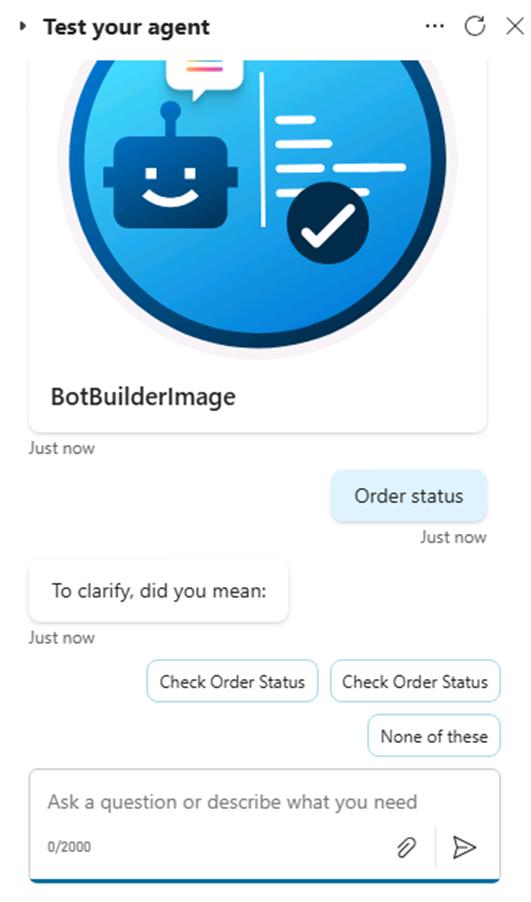 Test your agent
BotBuilderImage
Just now
Order status
Just now
To clarify, did you mean:
Just now
Check Order Status
Check Order Status
None of these
Ask a question or describe what you need
0/2000